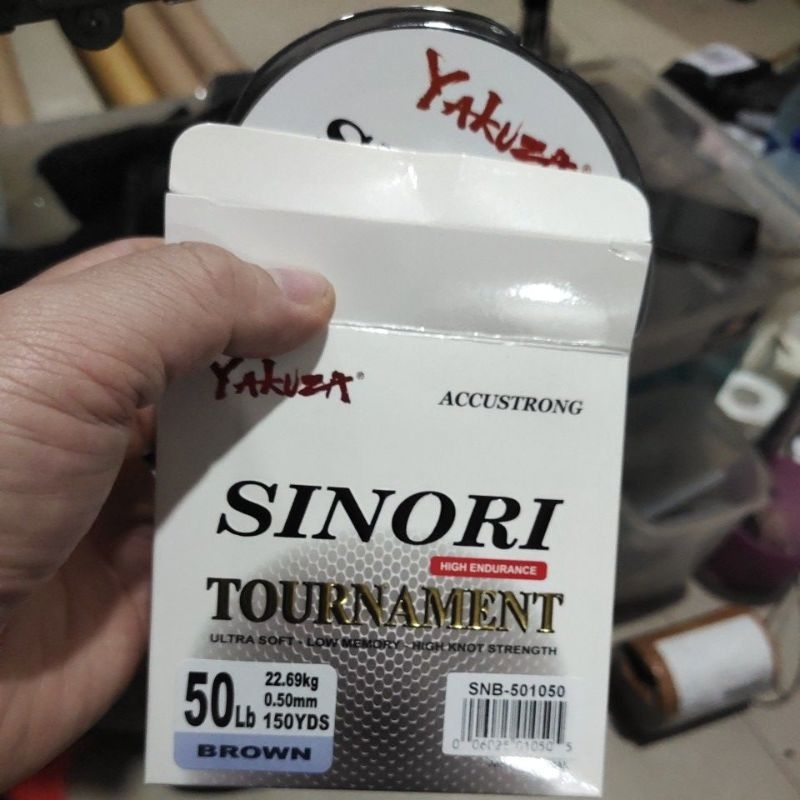 YAKUZA
YAKUZA®
ACCUSTRONG
SINORI
HIGH ENDURANCE
TOURNAMENT
ULTRA SOFT - LOW MEMORY - HIGH KNOT STRENGTH
50Lb
22.69kg
0.50mm
150YDS
BROWN
SNB-501050